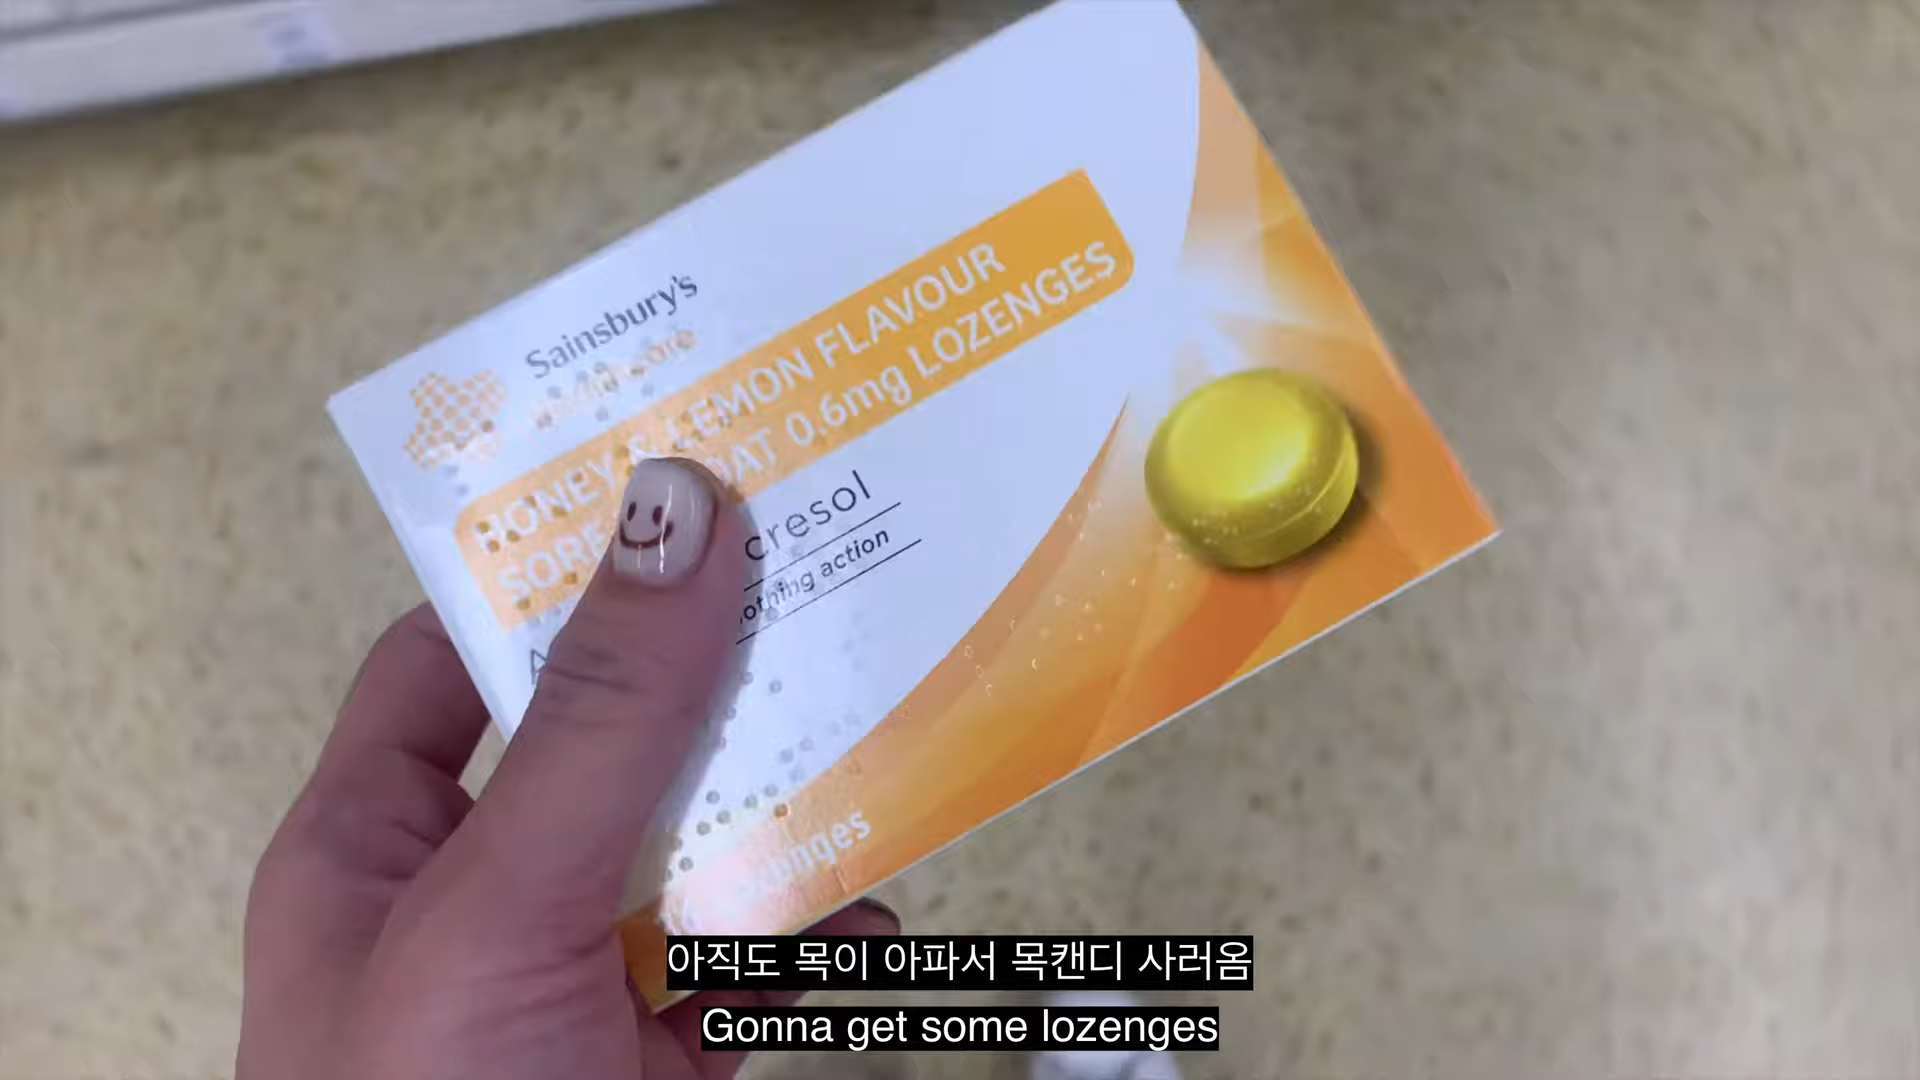 Sainsbury's
HONEY & LEMON FLAVOUR
SORE 0.6mg LOZENGES
cresol
action
아직도 목이 아파서 목캔디 사러옴
Gonna get some lozenges